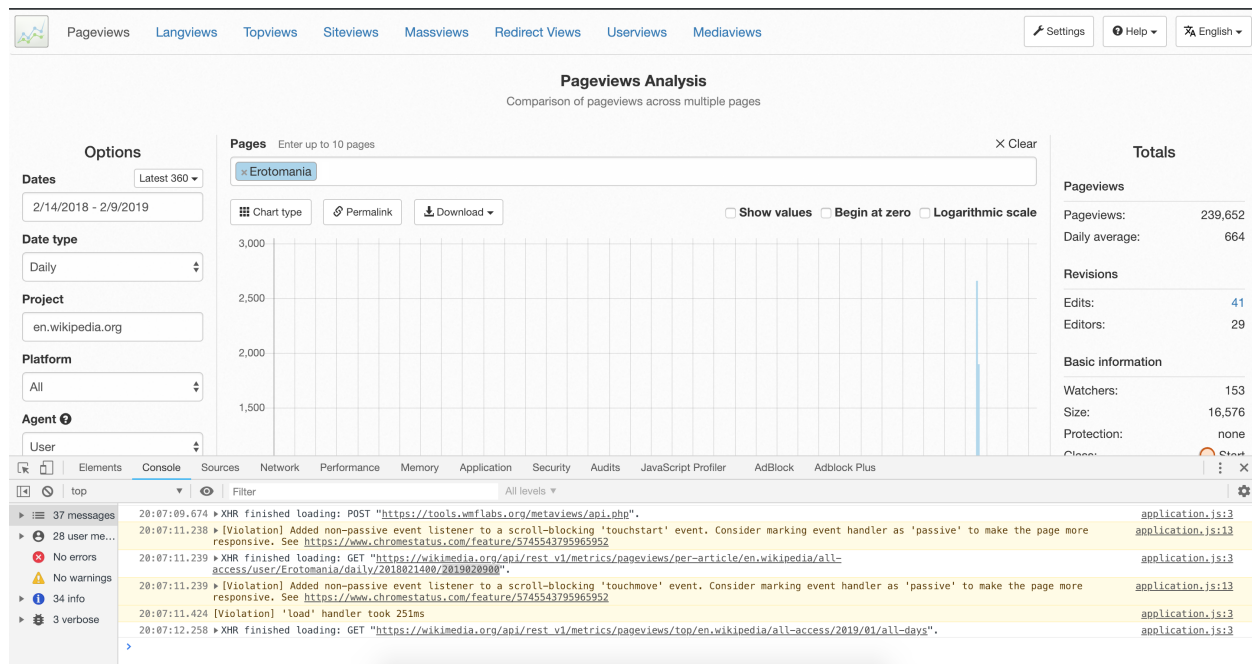 Pageviews Langviews Topviews Siteviews Massviews Redirect Views Userviews Mediaviews Settings Help English
Pageviews Analysis
Comparison of pageviews across multiple pages
Options
Dates Latest 360
2/14/2018 - 2/9/2019
Date type
Daily
Project
en.wikipedia.org
Platform
All
Agent
User
Pages Enter up to 10 pages × Clear
× Erotomania
Chart type Permalink Download Show values Begin at zero Logarithmic scale
3,000
2,500
2,000
1,500
Totals
Pageviews
Pageviews: 239,652
Daily average: 664
Revisions
Edits: 41
Editors: 29
Basic information
Watchers: 153
Size: 16,576
Protection: none
Class: Start
Elements Console Sources Network Performance Memory Application Security Audits JavaScript Profiler AdBlock Adblock Plus
top Filter All levels
37 messages
28 user me...
No errors
No warnings
34 info
3 verbose
20:07:09.674 XHR finished loading: POST "https://tools.wmflabs.org/metaviews/api.php". application.js:3
20:07:11.238 [Violation] Added non-passive event listener to a scroll-blocking 'touchstart' event. Consider marking event handler as 'passive' to make the page more application.js:13
responsive. See https://www.chromestatus.com/feature/5745543795965952
20:07:11.239 XHR finished loading: GET "https://wikimedia.org/api/rest_v1/metrics/pageviews/per-article/en.wikipedia/all- application.js:3
access/user/Erotomania/daily/2018021400/2019020900".
20:07:11.239 [Violation] Added non-passive event listener to a scroll-blocking 'touchmove' event. Consider marking event handler as 'passive' to make the page more application.js:13
responsive. See https://www.chromestatus.com/feature/5745543795965952
20:07:11.424 [Violation] 'load' handler took 251ms application.js:3
20:07:12.258 XHR finished loading: GET "https://wikimedia.org/api/rest_v1/metrics/pageviews/top/en.wikipedia/all-access/2019/01/all-days". application.js:3